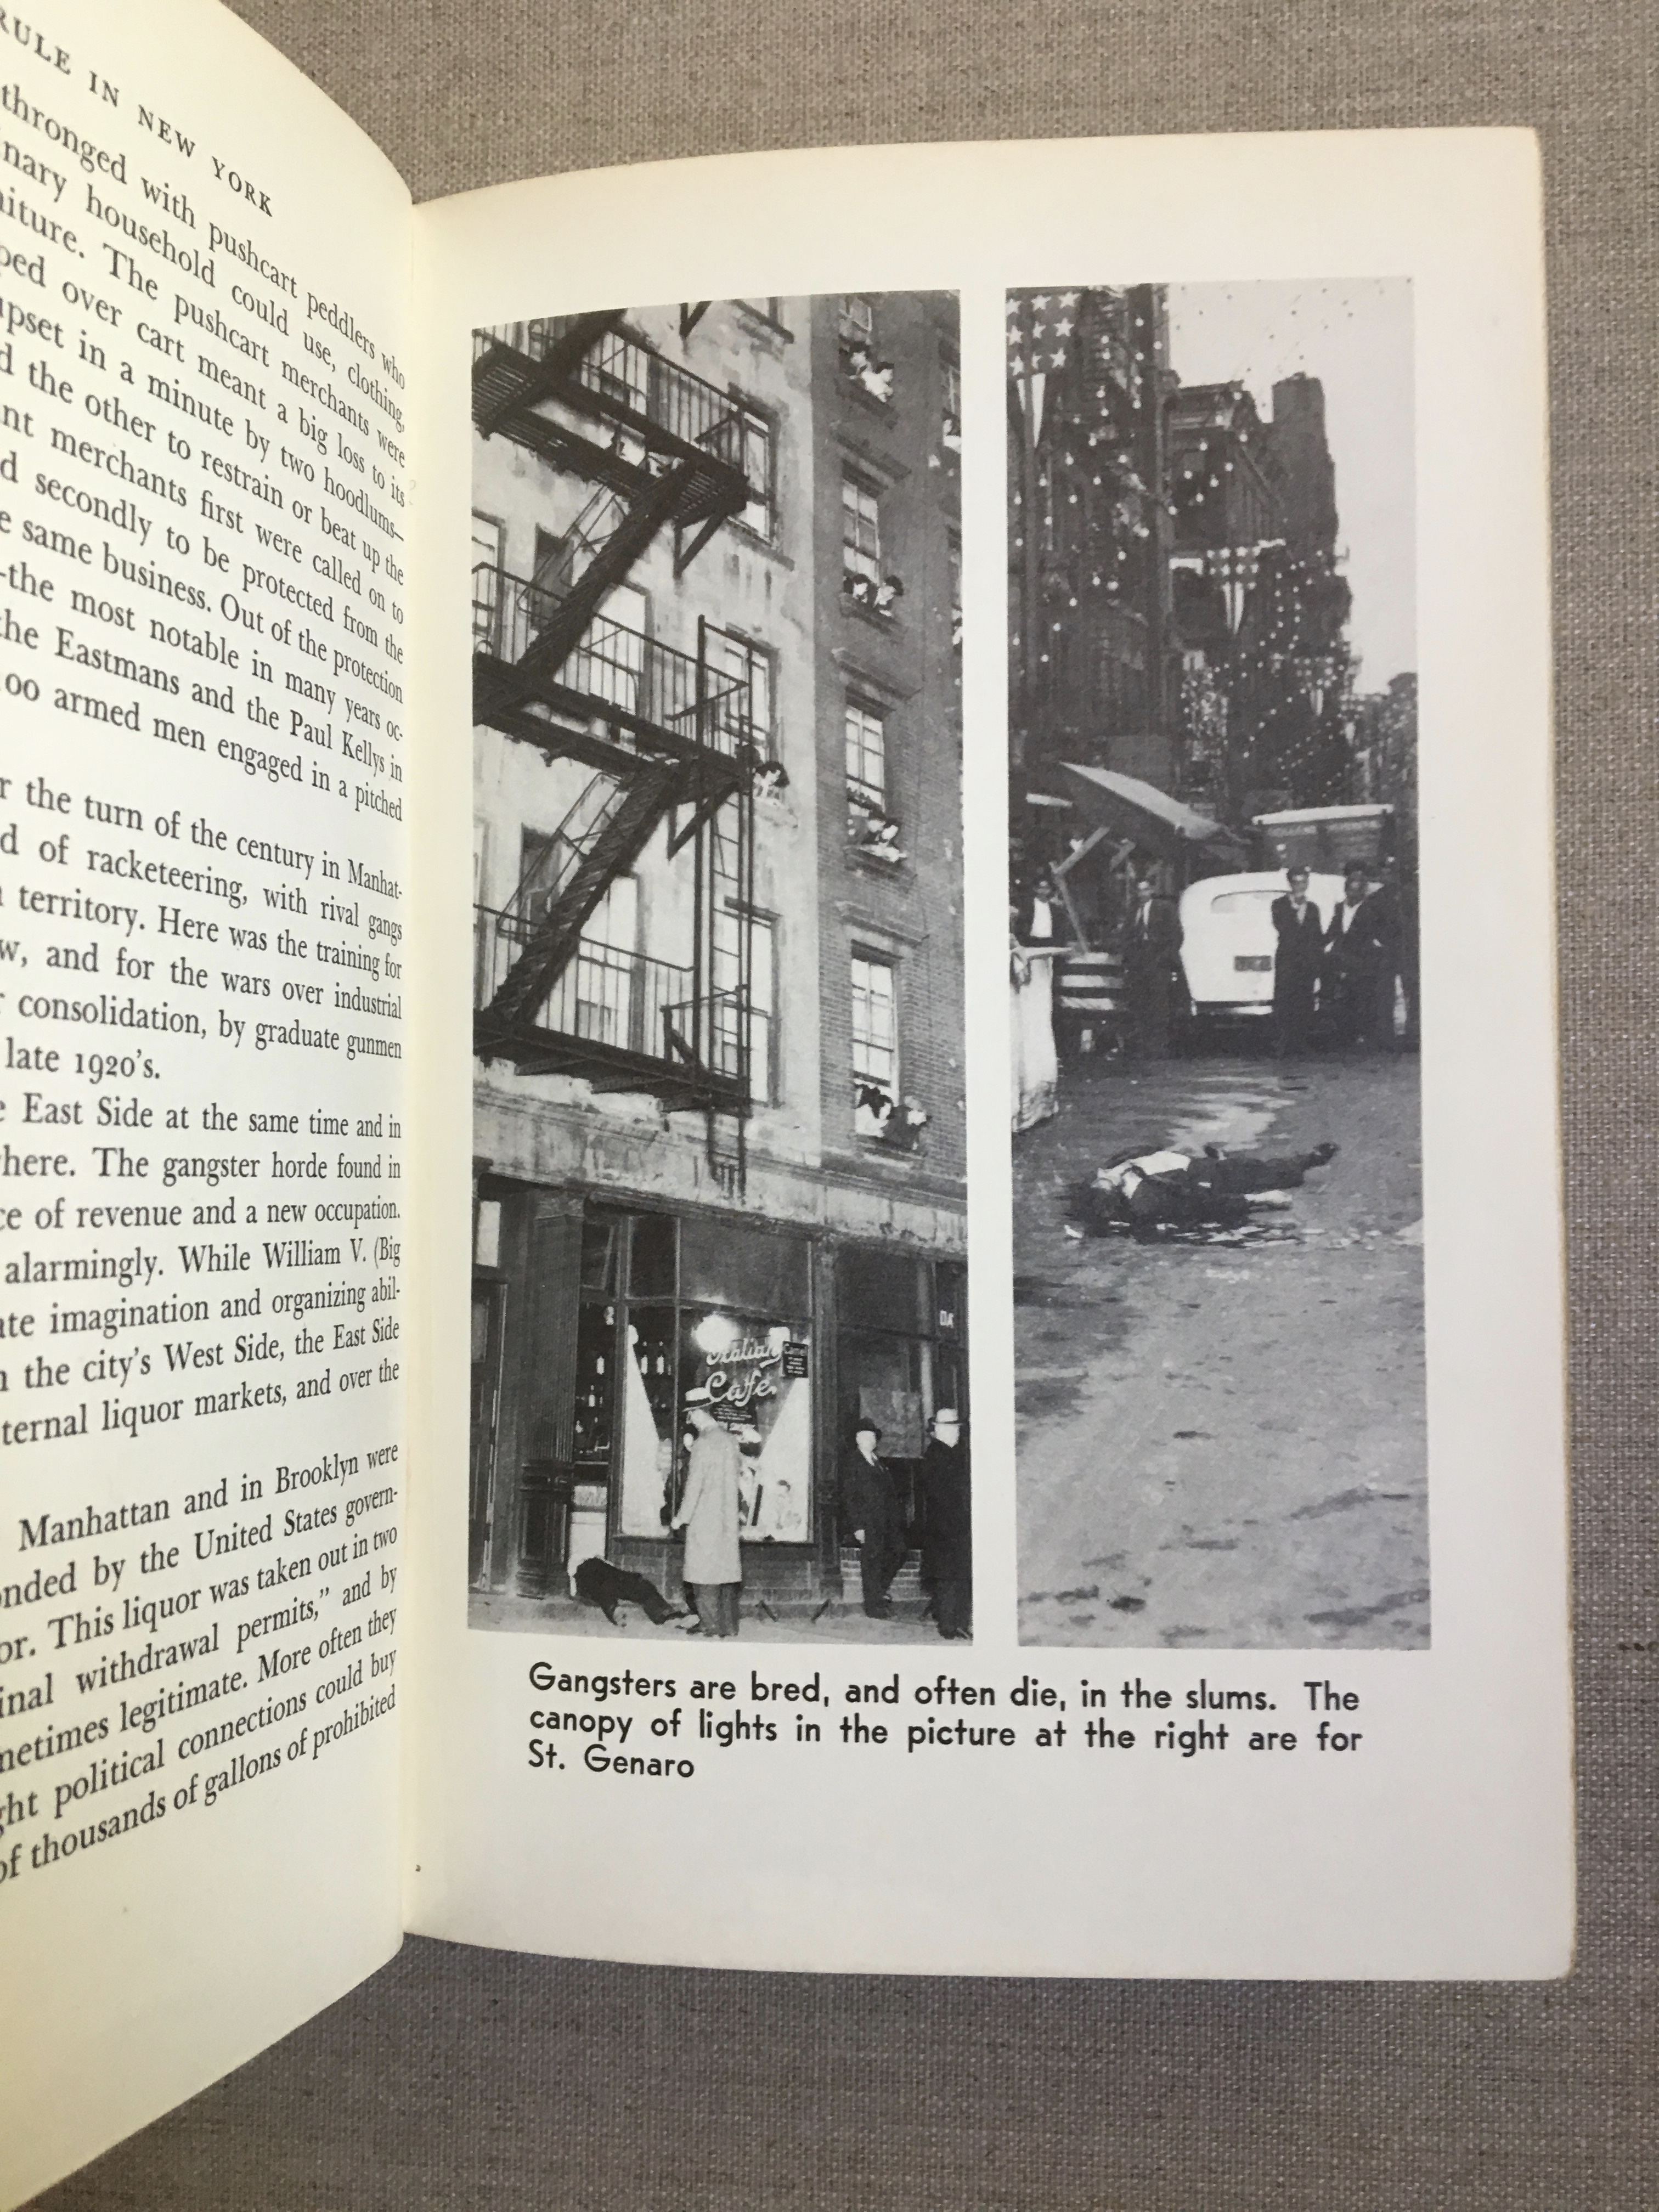 RULE IN NEW YORK
thronged with pushcart peddlers who
household could use, clothing,
The pushcart merchants were
over cart meant a big loss to its
upset in a minute by two hoodlums—
the other to restrain or beat up the
merchants first were called on to
secondly to be protected from the
same business. Out of the protection
—the most notable in many years oc-
the Eastmans and the Paul Kellys in
armed men engaged in a pitched
the turn of the century in Manhat-
of racketeering, with rival gangs
territory. Here was the training for
and for the wars over industrial
consolidation, by graduate gunmen
late 1920's.
East Side at the same time and in
The gangster horde found in
of revenue and a new occupation.
alarmingly. While William V. (Big
imagination and organizing abil-
the city's West Side, the East Side
liquor markets, and over the
Manhattan and in Brooklyn were
by the United States govern-
This liquor was taken out in two
withdrawal permits,” and by
legitimate. More often they
political connections could buy
of thousands of gallons of prohibited
Italian
Cafe
Camel
Gangsters are bred, and often die, in the slums. The
canopy of lights in the picture at the right are for
St. Genaro